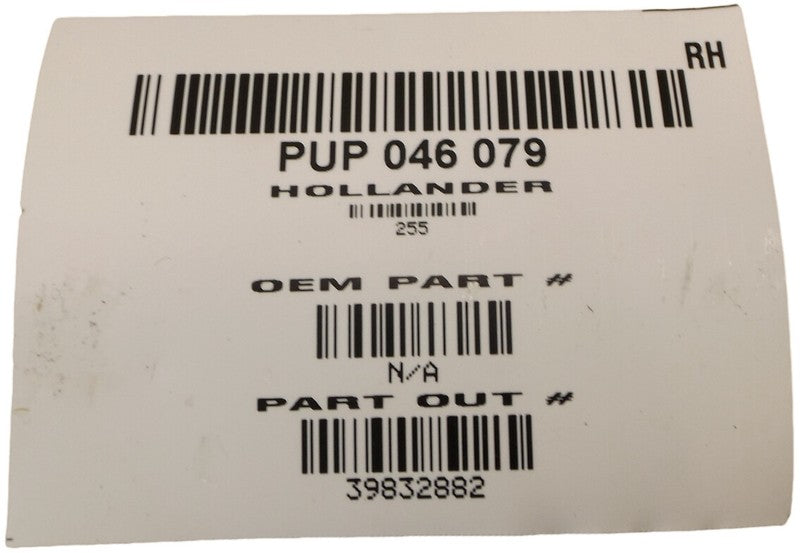 RH
PUP 046 079
HOLLANDER
255
OEM PART #
N/A
PART OUT #
39832882